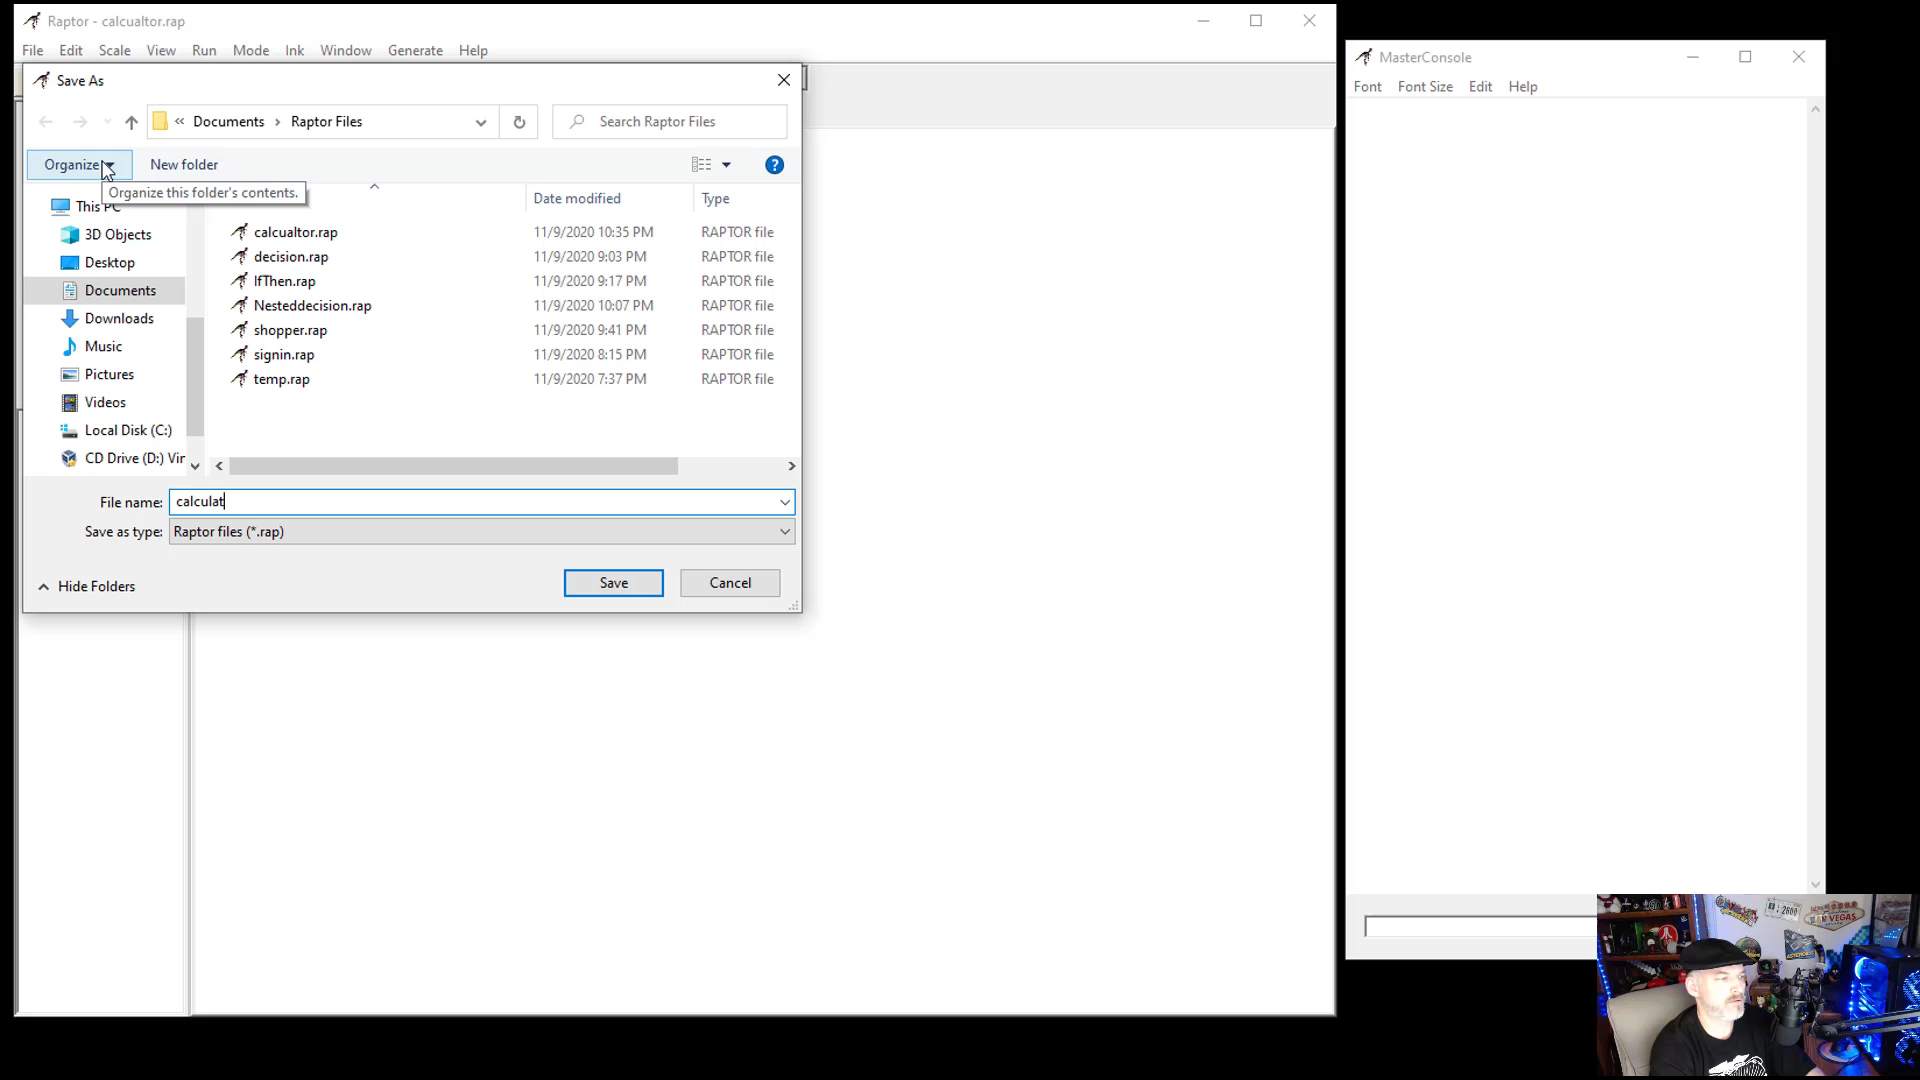 Raptor - calcualtor.rap
File Edit Scale View Run Mode Ink Window Generate Help
Save As
« Documents › Raptor Files
Search Raptor Files
Organize New folder
Organize this folder's contents.
Date modified Type
This PC
3D Objects
Desktop
Documents
Downloads
Music
Pictures
Videos
Local Disk (C:)
CD Drive (D:) Vir
calcualtor.rap 11/9/2020 10:35 PM RAPTOR file
decision.rap 11/9/2020 9:03 PM RAPTOR file
IfThen.rap 11/9/2020 9:17 PM RAPTOR file
Nesteddecision.rap 11/9/2020 10:07 PM RAPTOR file
shopper.rap 11/9/2020 9:41 PM RAPTOR file
signin.rap 11/9/2020 8:15 PM RAPTOR file
temp.rap 11/9/2020 7:37 PM RAPTOR file
File name: calculat
Save as type: Raptor files (*.rap)
Hide Folders
Save Cancel
MasterConsole
Font Font Size Edit Help
VEGAS